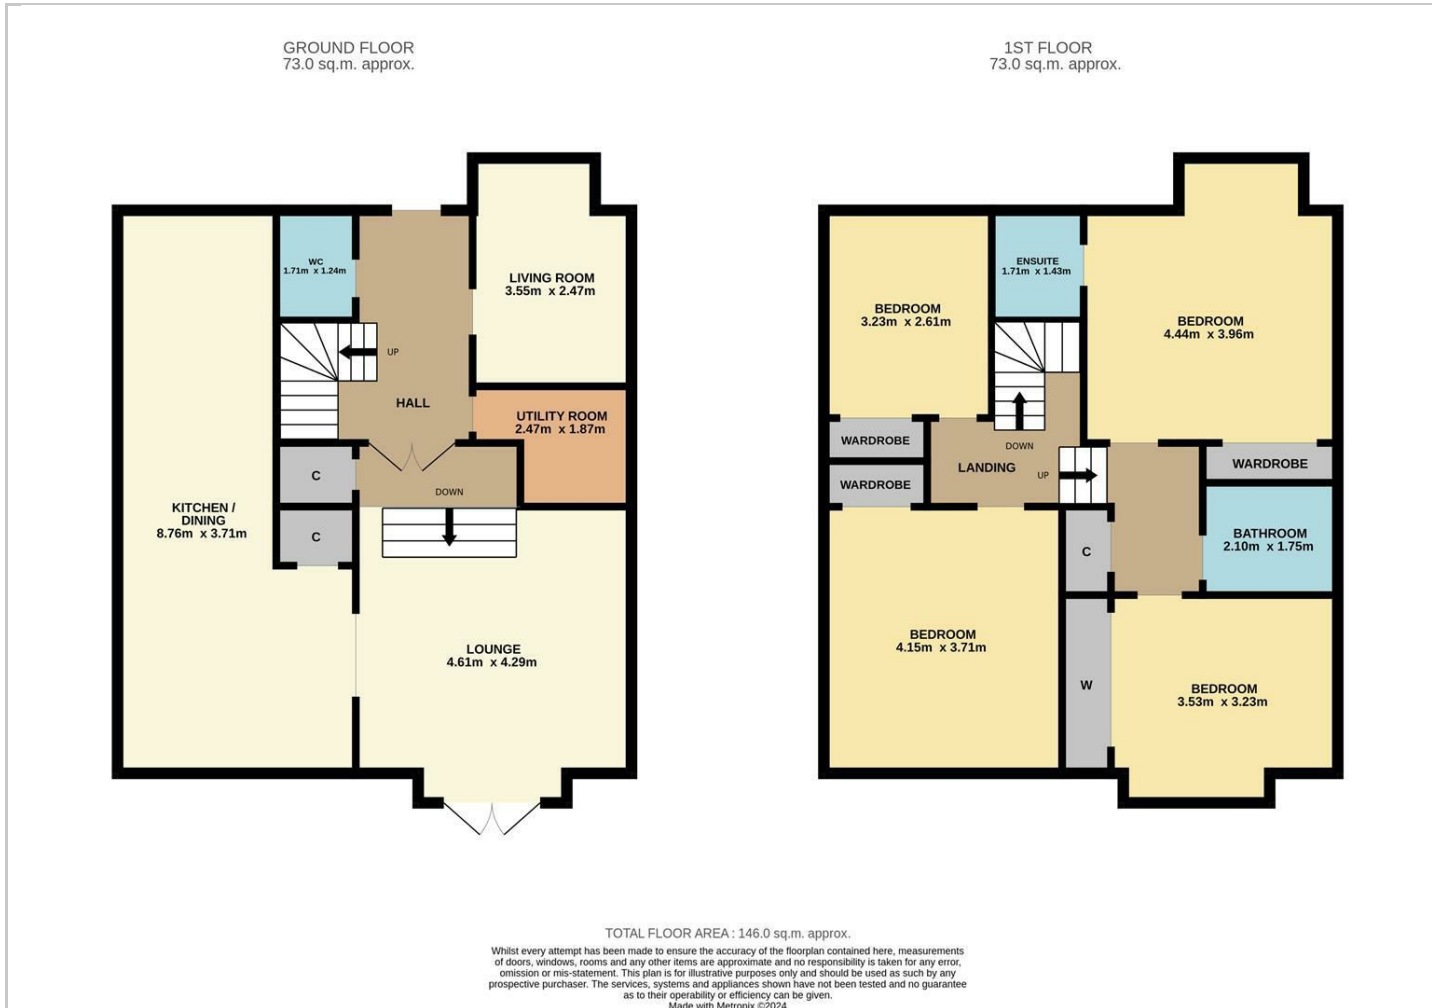 GROUND FLOOR
73.0 sq.m. approx.
WC
1.71m x 1.24m
LIVING ROOM
3.55m x 2.47m
UP
HALL
UTILITY ROOM
2.47m x 1.87m
C
DOWN
KITCHEN /
DINING
8.76m x 3.71m
C
LOUNGE
4.61m x 4.29m
1ST FLOOR
73.0 sq.m. approx.
ENSUITE
1.71m x 1.43m
BEDROOM
3.23m x 2.61m
BEDROOM
4.44m x 3.96m
WARDROBE
DOWN
WARDROBE
LANDING
UP
WARDROBE
BATHROOM
2.10m x 1.75m
C
BEDROOM
4.15m x 3.71m
W
BEDROOM
3.53m x 3.23m
TOTAL FLOOR AREA : 146.0 sq.m. approx.
Whilst every attempt has been made to ensure the accuracy of the floorplan contained here, measurements
of doors, windows, rooms and any other items are approximate and no responsibility is taken for any error,
omission or mis-statement. This plan is for illustrative purposes only and should be used as such by any
prospective purchaser. The services, systems and appliances shown have not been tested and no guarantee
as to their operability or efficiency can be given.
Made with Metropix ©2024